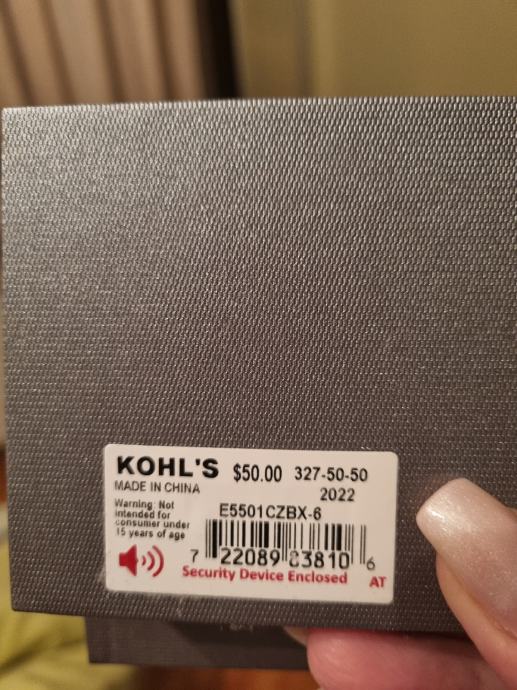 KOHL'S $50.00 327-50-50
MADE IN CHINA 2022
Warning: Not
intended for
consumer under
15 years of age
E5501CZBX-6
7 22089 83810 6
Security Device Enclosed AT